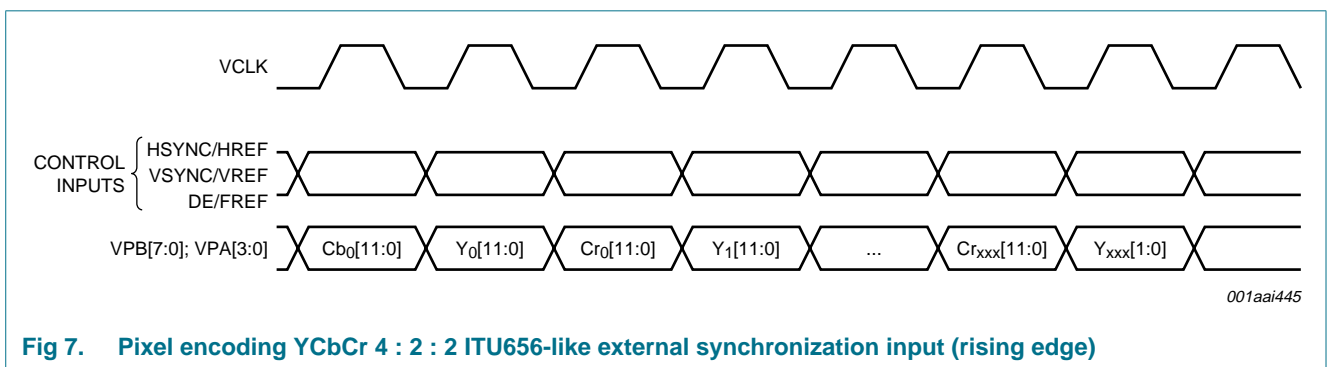 VCLK
CONTROL INPUTS
HSYNC/HREF
VSYNC/VREF
DE/FREF
VPB[7:0]; VPA[3:0]
Cb0[11:0] Y0[11:0] Cr0[11:0] Y1[11:0] ... Crxxx[11:0] Yxxx[1:0]
001aai445
Fig 7. Pixel encoding YCbCr 4 : 2 : 2 ITU656-like external synchronization input (rising edge)